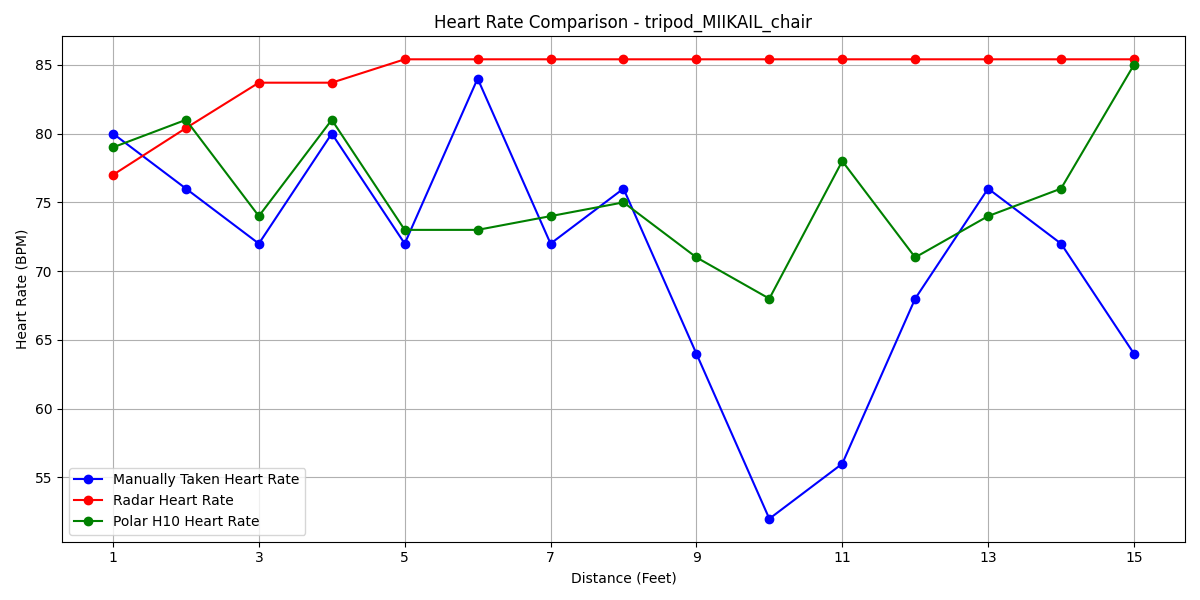 Heart Rate Comparison - tripod_MIIKAIL_chair
Heart Rate (BPM)
85
80
75
70
65
60
55
Manually Taken Heart Rate
Radar Heart Rate
Polar H10 Heart Rate
1 3 5 7 9 11 13 15
Distance (Feet)